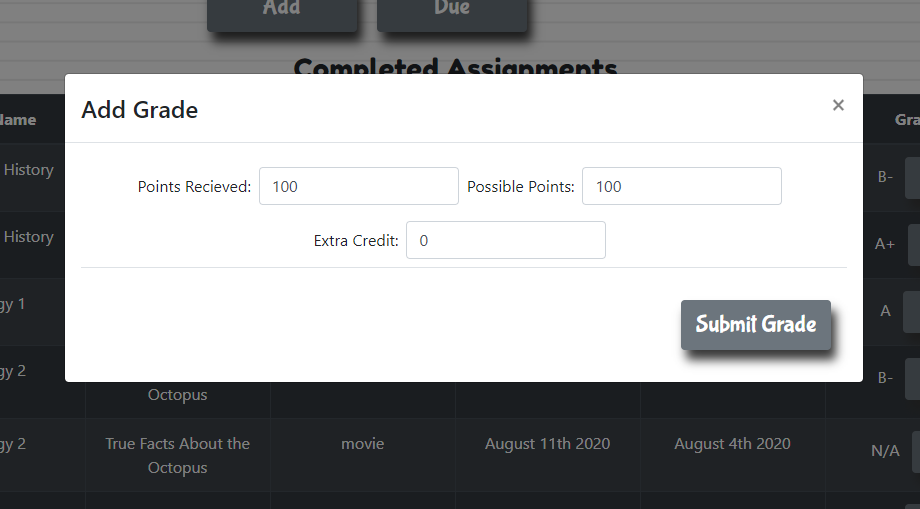 Add Due
Completed Assignments
Add Grade ×
Points Recieved: 100 Possible Points: 100
Extra Credit: 0
Submit Grade
History B-
History A+
gy 1 A
gy 2 Octopus B-
gy 2 True Facts About the Octopus movie August 11th 2020 August 4th 2020 N/A